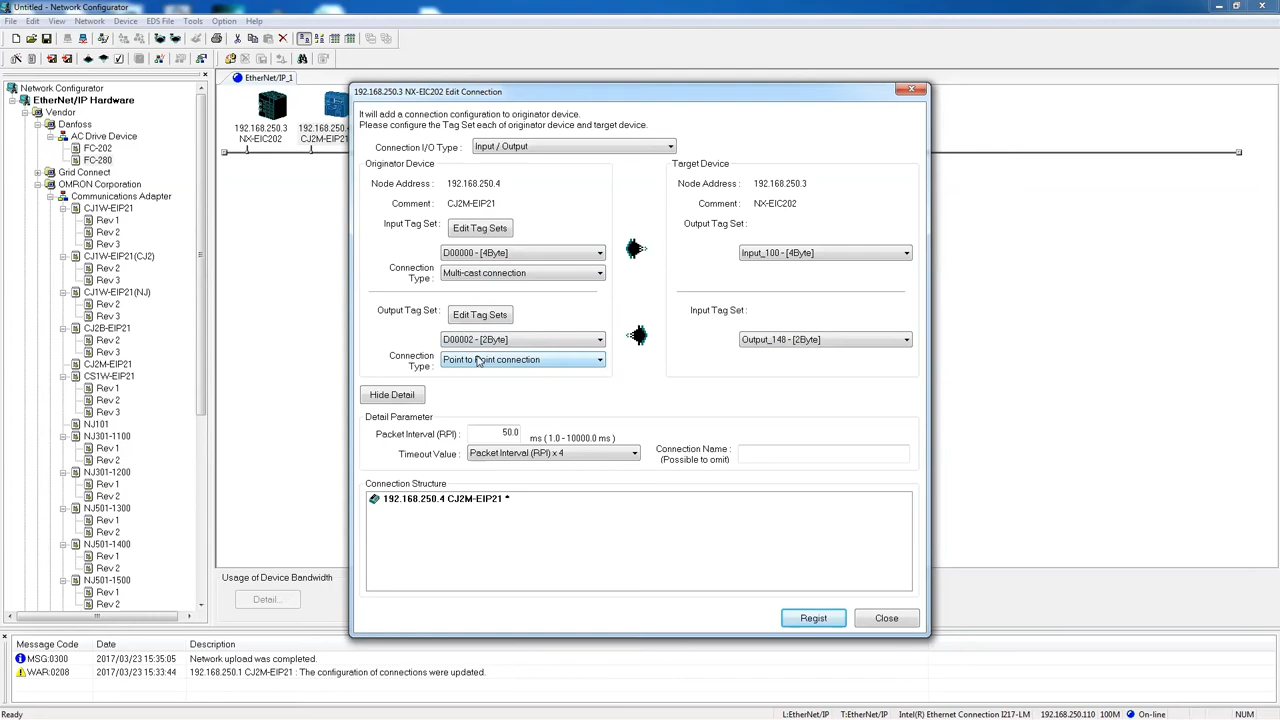 Untitled - Network Configurator
File Edit View Network Device EDS File Tools Option Help
Network Configurator
EtherNet/IP Hardware
Vendor
Danfoss
AC Drive Device
FC-202
FC-280
Grid Connect
OMRON Corporation
Communications Adapter
CJ1W-EIP21
Rev 1
Rev 2
Rev 3
CJ1W-EIP21(CJ2)
Rev 2
Rev 3
CJ1W-EIP21(NJ)
Rev 2
Rev 3
CJ2B-EIP21
Rev 2
Rev 3
CJ2M-EIP21
CS1W-EIP21
Rev 1
Rev 2
Rev 3
NJ101
NJ301-1100
Rev 1
Rev 2
NJ301-1200
Rev 1
Rev 2
NJ501-1300
Rev 1
Rev 2
NJ501-1400
Rev 1
Rev 2
NJ501-1500
Rev 1
Rev 2
EtherNet/IP_1
192.168.250.3
NX-EIC202
192.168.250.
CJ2M-EIP21
Usage of Device Bandwidth
Detail...
192.168.250.3 NX-EIC202 Edit Connection
It will add a connection configuration to originator device.
Please configure the Tag Set each of originator device and target device.
Connection I/O Type : Input / Output
Originator Device
Node Address : 192.168.250.4
Comment : CJ2M-EIP21
Input Tag Set : Edit Tag Sets
D00000 - [4Byte]
Connection Type : Multi-cast connection
Output Tag Set : Edit Tag Sets
D00002 - [2Byte]
Connection Type : Point to Point connection
Target Device
Node Address : 192.168.250.3
Comment : NX-EIC202
Output Tag Set :
Input_100 - [4Byte]
Input Tag Set :
Output_148 - [2Byte]
Hide Detail
Detail Parameter
Packet Interval (RPI) : 50.0 ms ( 1.0 - 10000.0 ms )
Timeout Value : Packet Interval (RPI) x 4
Connection Name :
(Possible to omit)
Connection Structure
192.168.250.4 CJ2M-EIP21 *
Regist Close
Message Code Date Description
MSG:0300 2017/03/23 15:35:05 Network upload was completed.
WAR:0208 2017/03/23 15:33:44 192.168.250.1 CJ2M-EIP21 : The configuration of connections were updated.
Ready L:EtherNet/IP T:EtherNet/IP Intel(R) Ethernet Connection I217-LM 192.168.250.110 100M On-line NUM